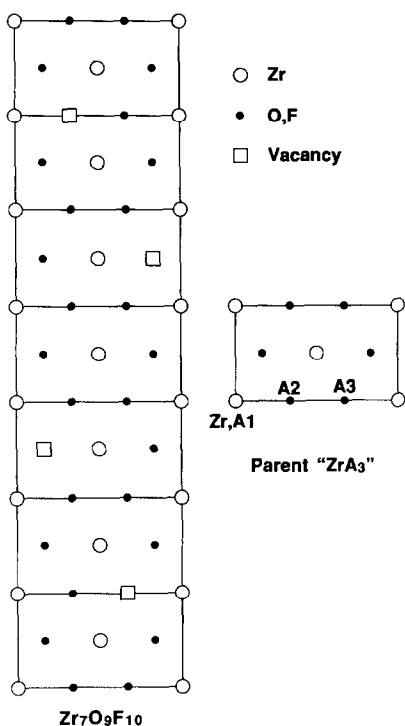 Zr
O,F
Vacancy
A2 A3
Zr,A1
Parent "ZrA₃"
Zr₇O₉F₁₀